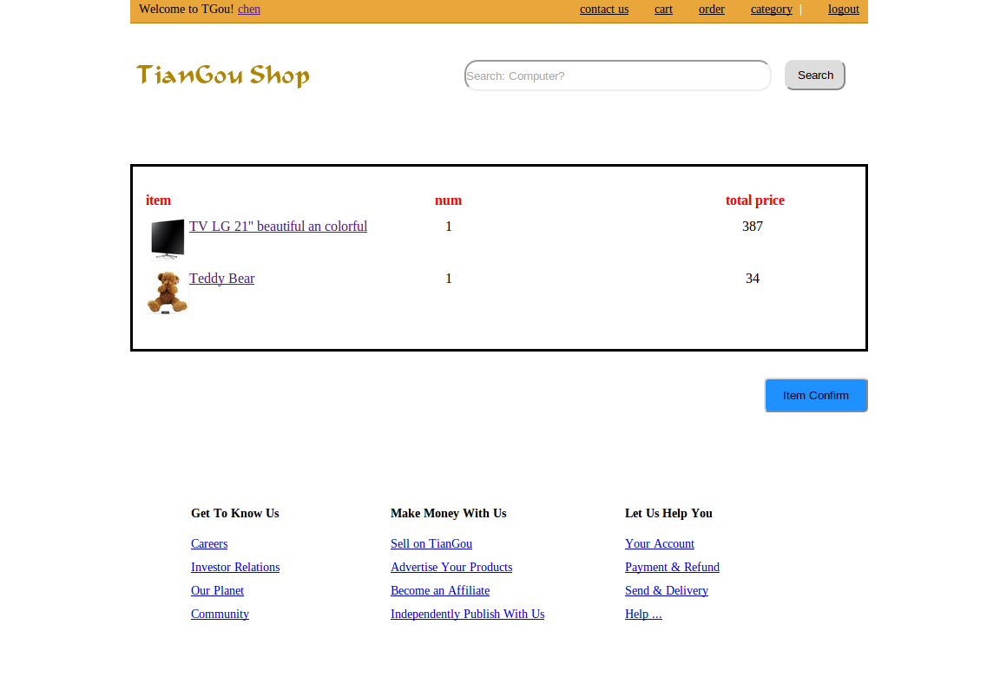 Welcome to TGou! chen contact us cart order category | logout
TianGou Shop Search: Computer? Search
item num total price
TV LG 21" beautiful an colorful 1 387
Teddy Bear 1 34
Item Confirm
Get To Know Us Make Money With Us Let Us Help You
Careers Sell on TianGou Your Account
Investor Relations Advertise Your Products Payment & Refund
Our Planet Become an Affiliate Send & Delivery
Community Independently Publish With Us Help ...